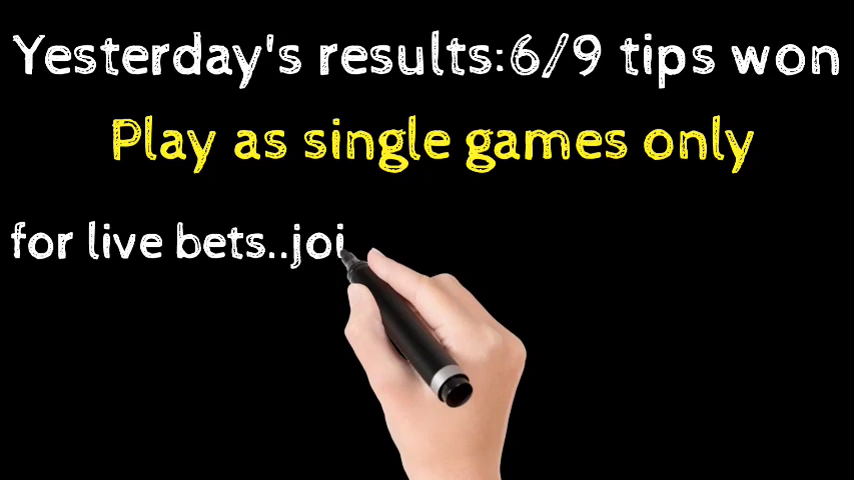 Yesterday's results:6/9 tips won
Play as single games only
for live bets..joi